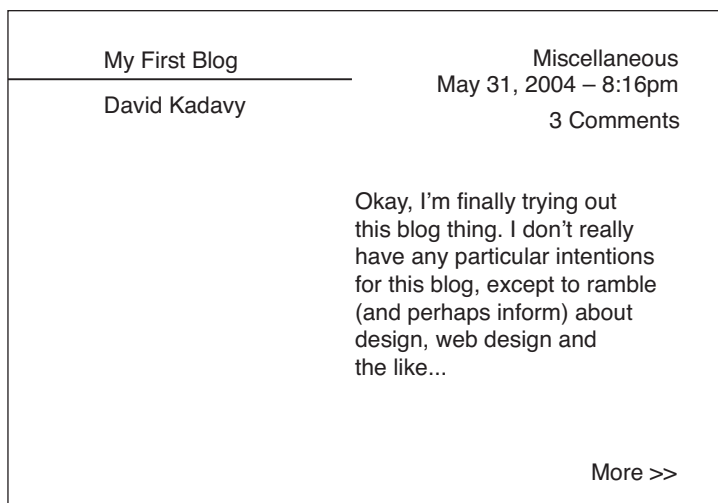 My First Blog
David Kadavy
Miscellaneous
May 31, 2004 – 8:16pm
3 Comments
Okay, I’m finally trying out
this blog thing. I don’t really
have any particular intentions
for this blog, except to ramble
(and perhaps inform) about
design, web design and
the like...
More >>